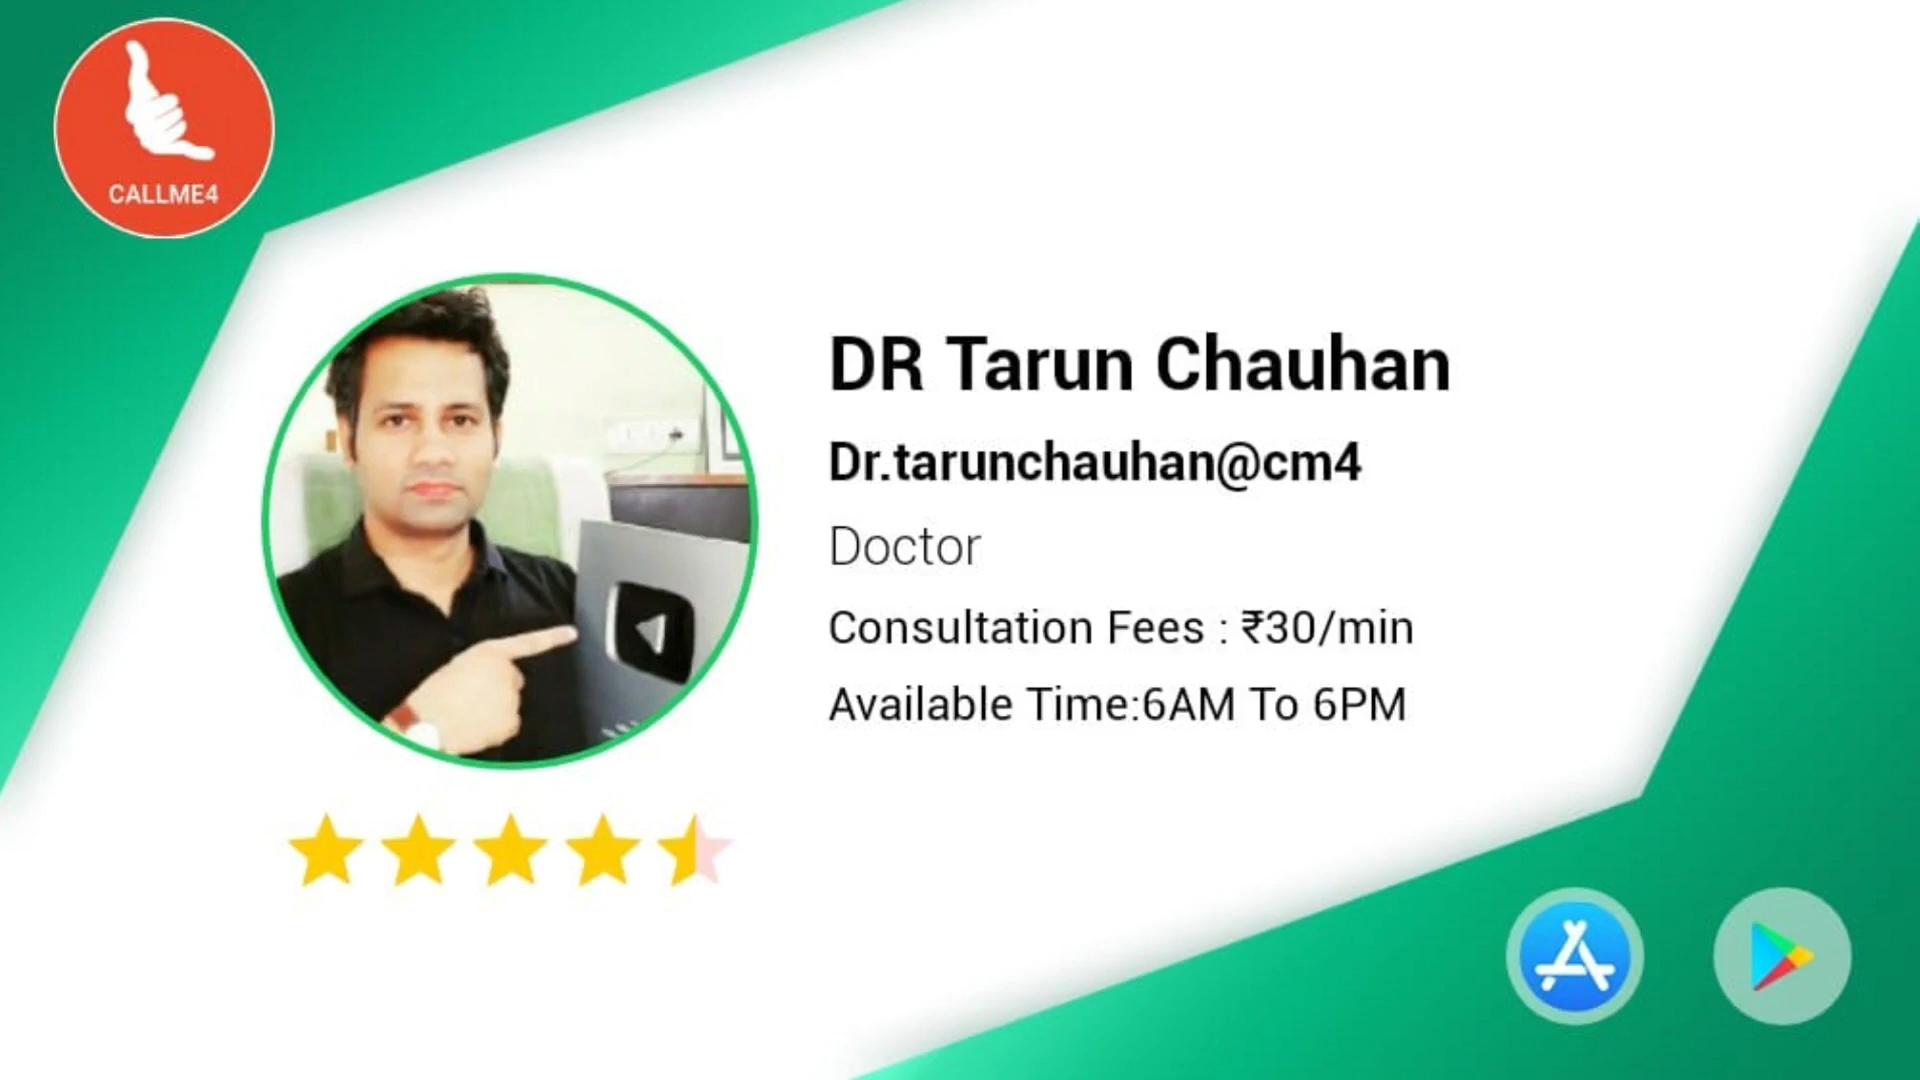 CALLME4
DR Tarun Chauhan
Dr.tarunchauhan@cm4
Doctor
Consultation Fees : ₹30/min
Available Time:6AM To 6PM